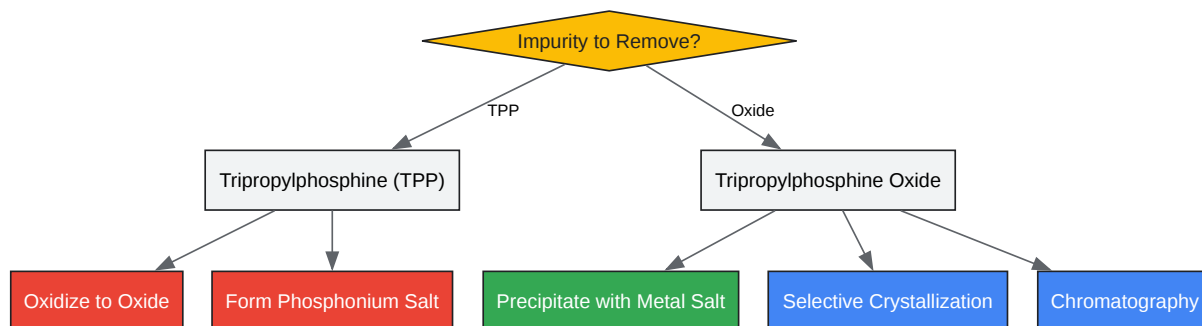 Impurity to Remove?
TPP
Oxide
Tripropylphosphine (TPP)
Tripropylphosphine Oxide
Oxidize to Oxide
Form Phosphonium Salt
Precipitate with Metal Salt
Selective Crystallization
Chromatography